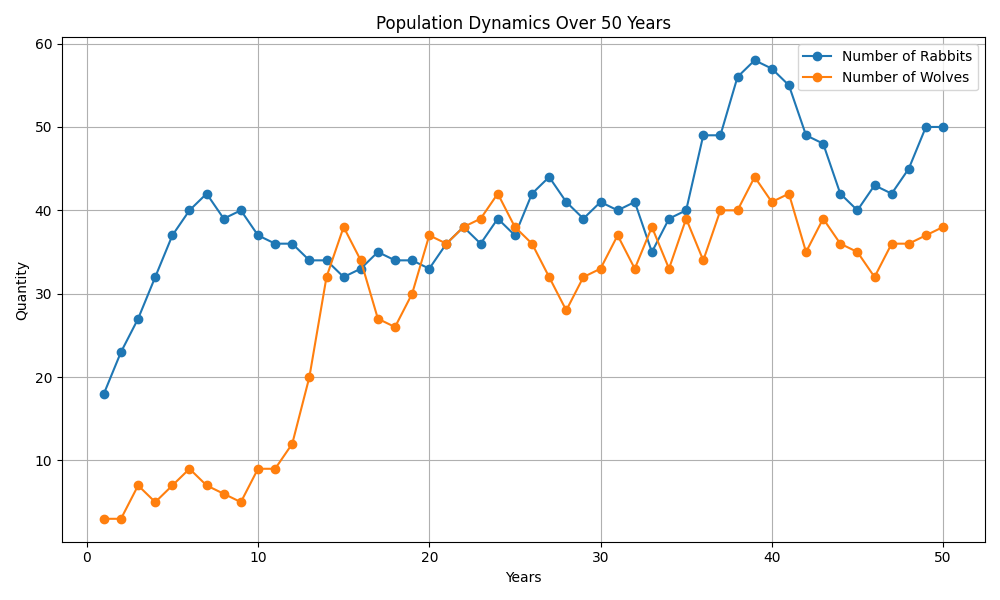 Population Dynamics Over 50 Years
Number of Rabbits
Number of Wolves
60
50
40
30
20
10
Quantity
0 10 20 30 40 50
Years